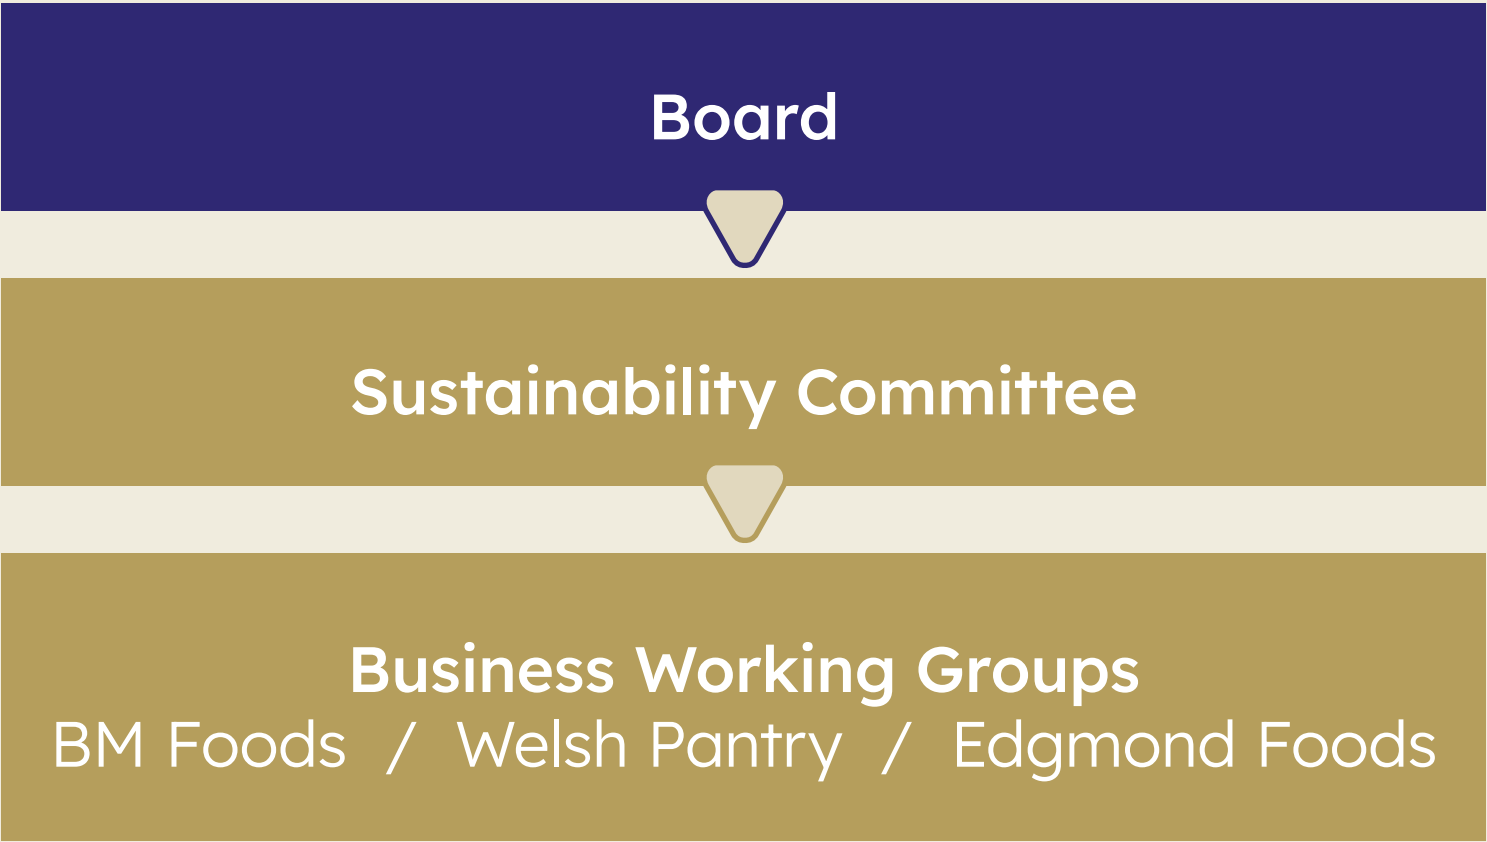 Board
Sustainability Committee
Business Working Groups
BM Foods / Welsh Pantry / Edgmond Foods